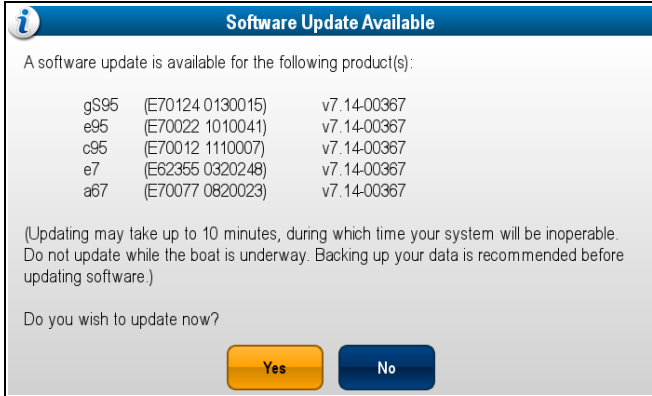 i
Software Update Available
A software update is available for the following product(s):
gS95 (E70124 0130015) v7.14-00367
e95 (E70022 1010041) v7.14-00367
c95 (E70012 1110007) v7.14-00367
e7 (E62355 0320248) v7.14-00367
a67 (E70077 0820023) v7.14-00367
(Updating may take up to 10 minutes, during which time your system will be inoperable.
Do not update while the boat is underway. Backing up your data is recommended before
updating software.)
Do you wish to update now?
Yes No